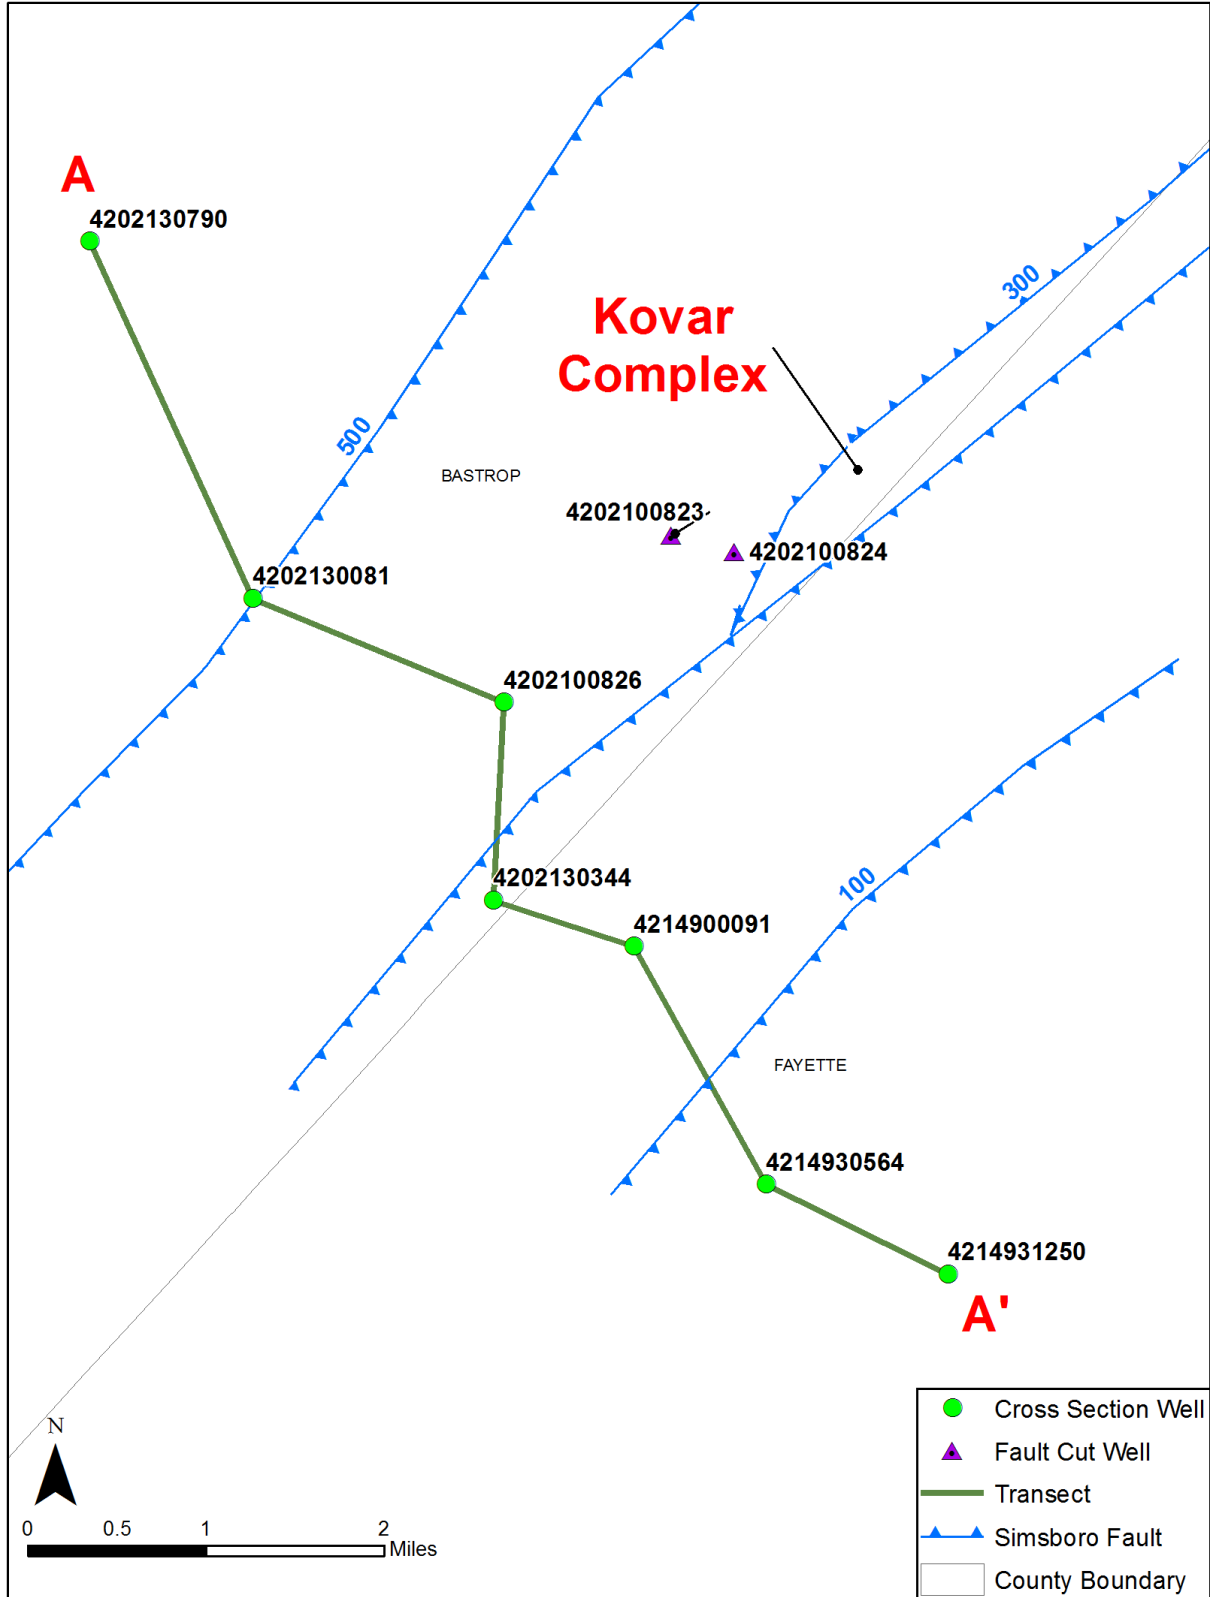 A
4202130790
300
Kovar
Complex
500
BASTROP
4202100823
4202100824
4202130081
4202100826
4202130344
100
4214900091
FAYETTE
4214930564
4214931250
A'
N
0 0.5 1 2
Miles
Cross Section Well
Fault Cut Well
Transect
Simsboro Fault
County Boundary